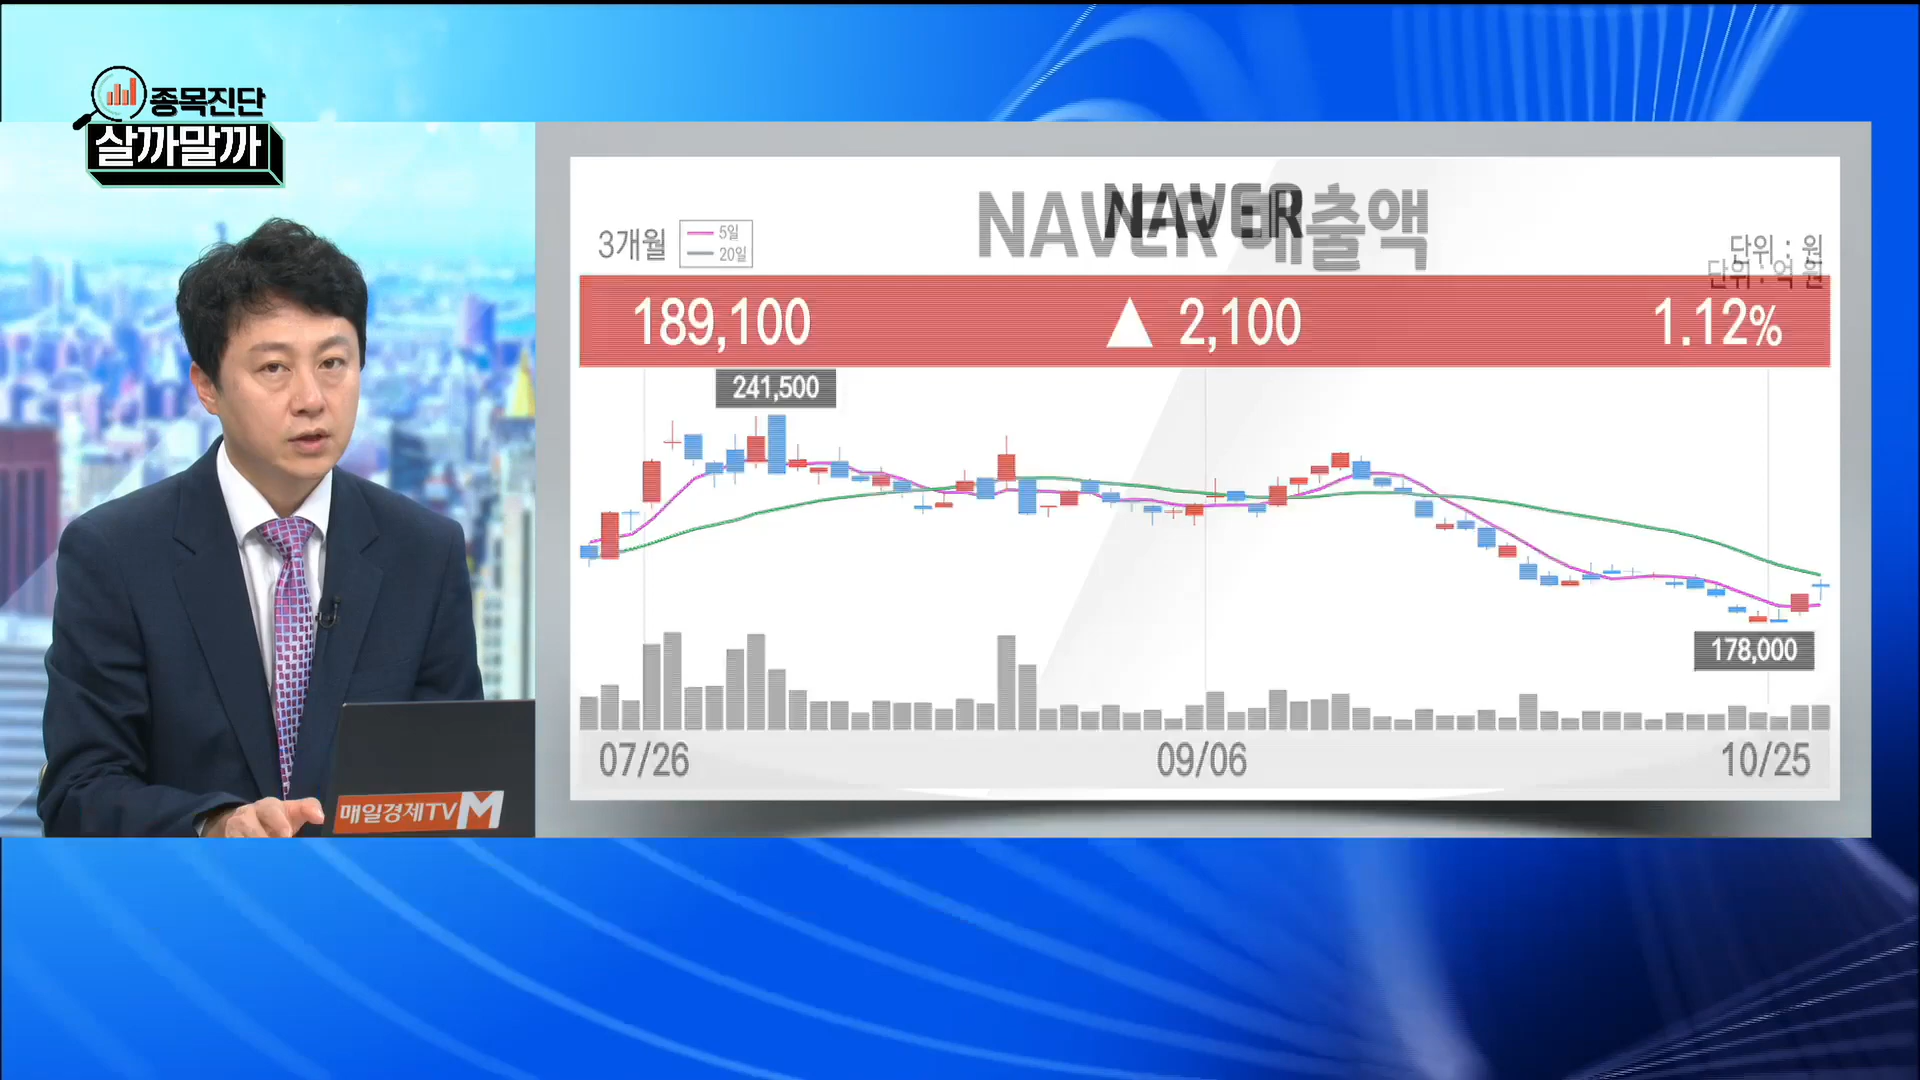 종목진단
살까말까
NAVER
NAVER 매출액
3개월
5일
20일
단위 : 원
단위 : 억 원
189,100 ▲ 2,100 1.12%
241,500
178,000
07/26 09/06 10/25
매일경제TV M